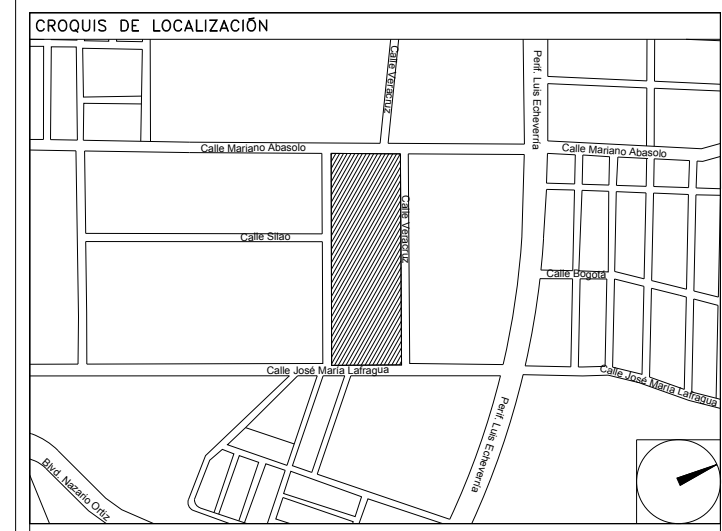 CROQUIS DE LOCALIZACIÓN
Calle Veracruz
Perif. Luis Echeverría
Calle Mariano Abasolo
Calle Mariano Abasolo
Calle Veracruz
Calle Silao
Calle Bogotá
Calle José María Lafragua
Calle José María Lafragua
Perif. Luis Echeverría
Blvd. Nazario Ortiz